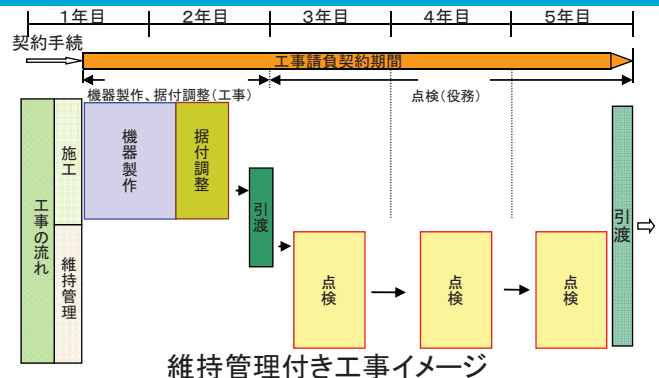 1年目
2年目
3年目
4年目
5年目
契約手続
工事請負契約期間
機器製作、据付調整(工事)
点検(役務)
工事の流れ
施工
維持管理
機器製作
据付調整
引渡
点検
点検
点検
引渡
維持管理付き工事イメージ